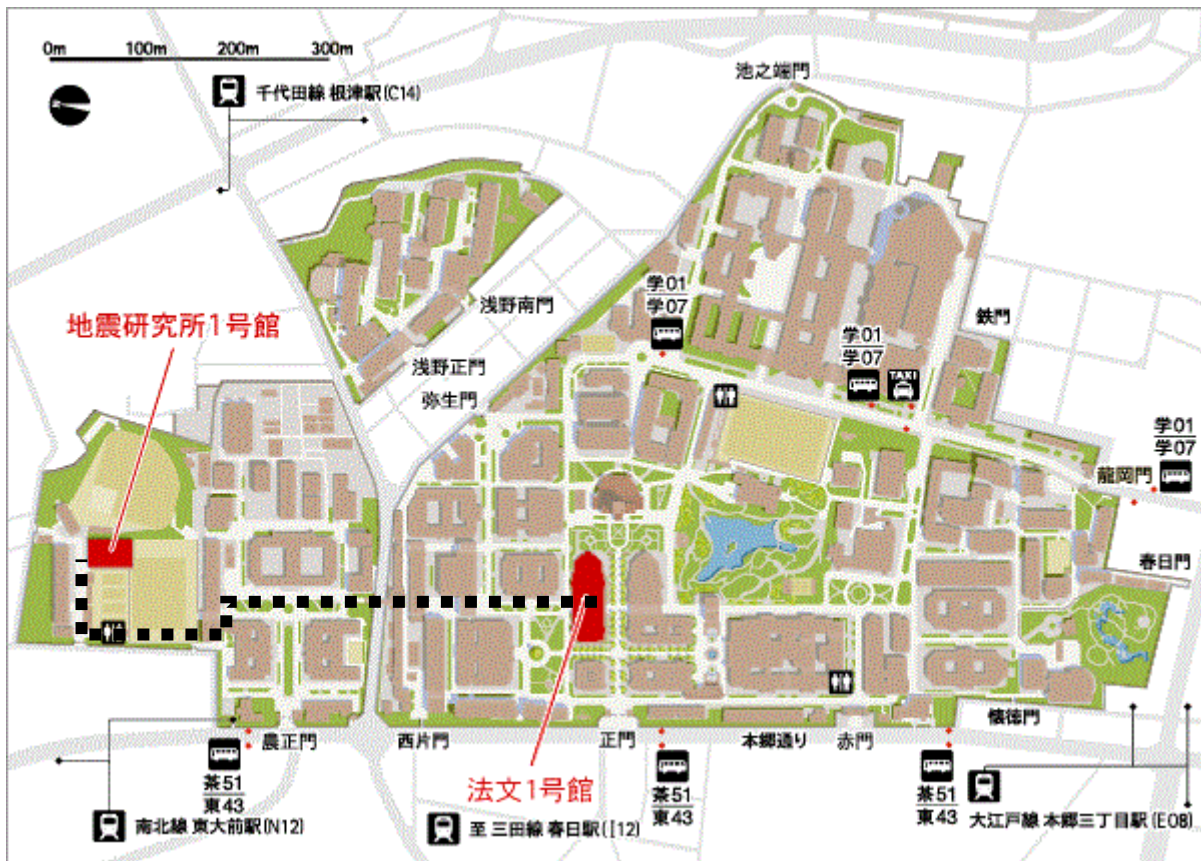 0m 100m 200m 300m
千代田線 根津駅(C14)
池之端門
地震研究所1号館
浅野南門
浅野正門
弥生門
学01
学07
学01
学07
TAXI
鉄門
学01
学07
龍岡門
春日門
農正門
西片門
正門
本郷通り
赤門
懐徳門
茶51
東43
法文1号館
茶51
東43
茶51
東43
南北線 東大前駅(N12)
至 三田線 春日駅([12)
大江戸線 本郷三丁目駅(E08)